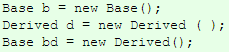 Base b = new Base();
Derived d = new Derived ( );
Base bd = new Derived();